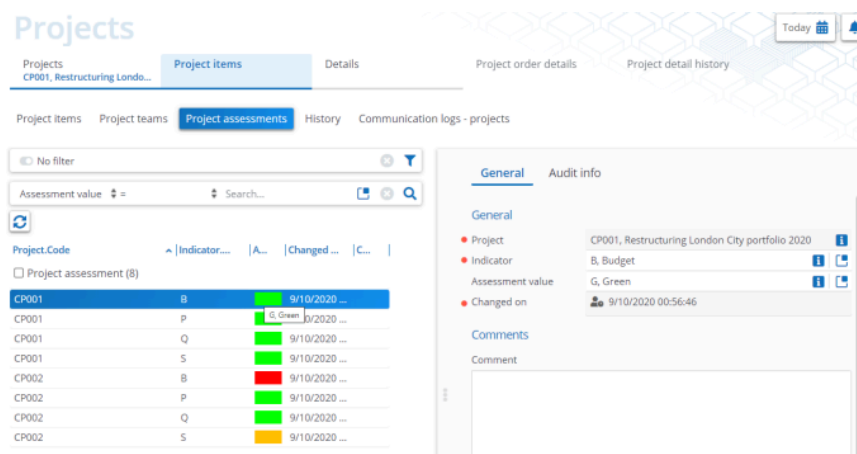 Projects
Today
Projects
CP001, Restructuring Londo...
Project items
Details
Project order details
Project detail history
Project items
Project teams
Project assessments
History
Communication logs - projects
No filter
Assessment value
=
Search...
Project.Code
Indicator....
A...
Changed ...
C...
Project assessment (8)
CP001 B 9/10/2020 ...
G, Green
CP001 P 0/2020 ...
CP001 Q 9/10/2020 ...
CP001 S 9/10/2020 ...
CP002 B 9/10/2020 ...
CP002 P 9/10/2020 ...
CP002 Q 9/10/2020 ...
CP002 S 9/10/2020 ...
General
Audit info
General
Project CP001, Restructuring London City portfolio 2020
Indicator B, Budget
Assessment value G, Green
Changed on 9/10/2020 00:56:46
Comments
Comment